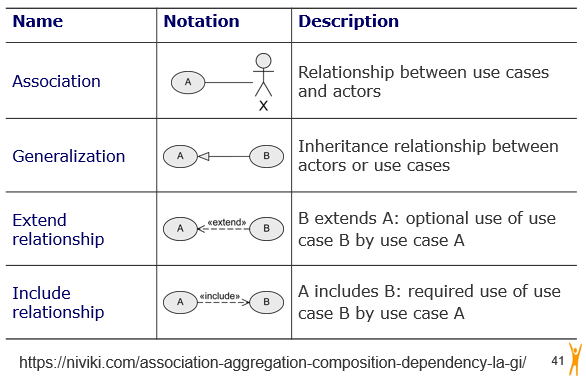 Name Notation Description
Association A X Relationship between use cases
and actors
Generalization A B Inheritance relationship between
actors or use cases
Extend
relationship A «extend» B B extends A: optional use of use
case B by use case A
Include
relationship A «include» B A includes B: required use of use
case B by use case A
https://niviki.com/association-aggregation-composition-dependency-la-gi/ 41